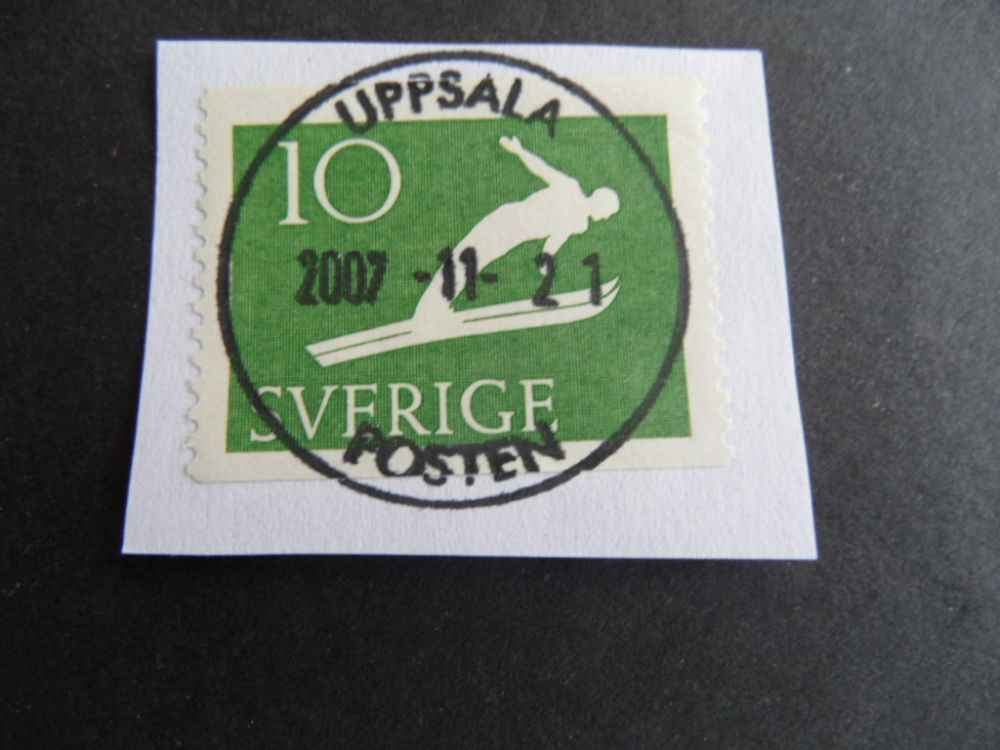 UPPSALA
10
2007 -11- 21
SVERIGE
POSTEN